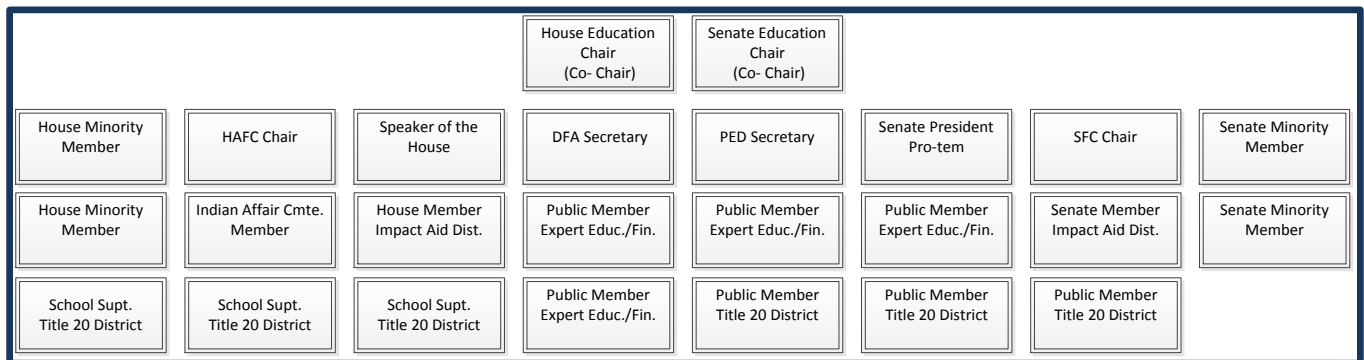 House Education
Chair
(Co- Chair)
Senate Education
Chair
(Co- Chair)
House Minority
Member
HAFC Chair
Speaker of the
House
DFA Secretary
PED Secretary
Senate President
Pro-tem
SFC Chair
Senate Minority
Member
House Minority
Member
Indian Affair Cmte.
Member
House Member
Impact Aid Dist.
Public Member
Expert Educ./Fin.
Public Member
Expert Educ./Fin.
Public Member
Expert Educ./Fin.
Senate Member
Impact Aid Dist.
Senate Minority
Member
School Supt.
Title 20 District
School Supt.
Title 20 District
School Supt.
Title 20 District
Public Member
Expert Educ./Fin.
Public Member
Title 20 District
Public Member
Title 20 District
Public Member
Title 20 District